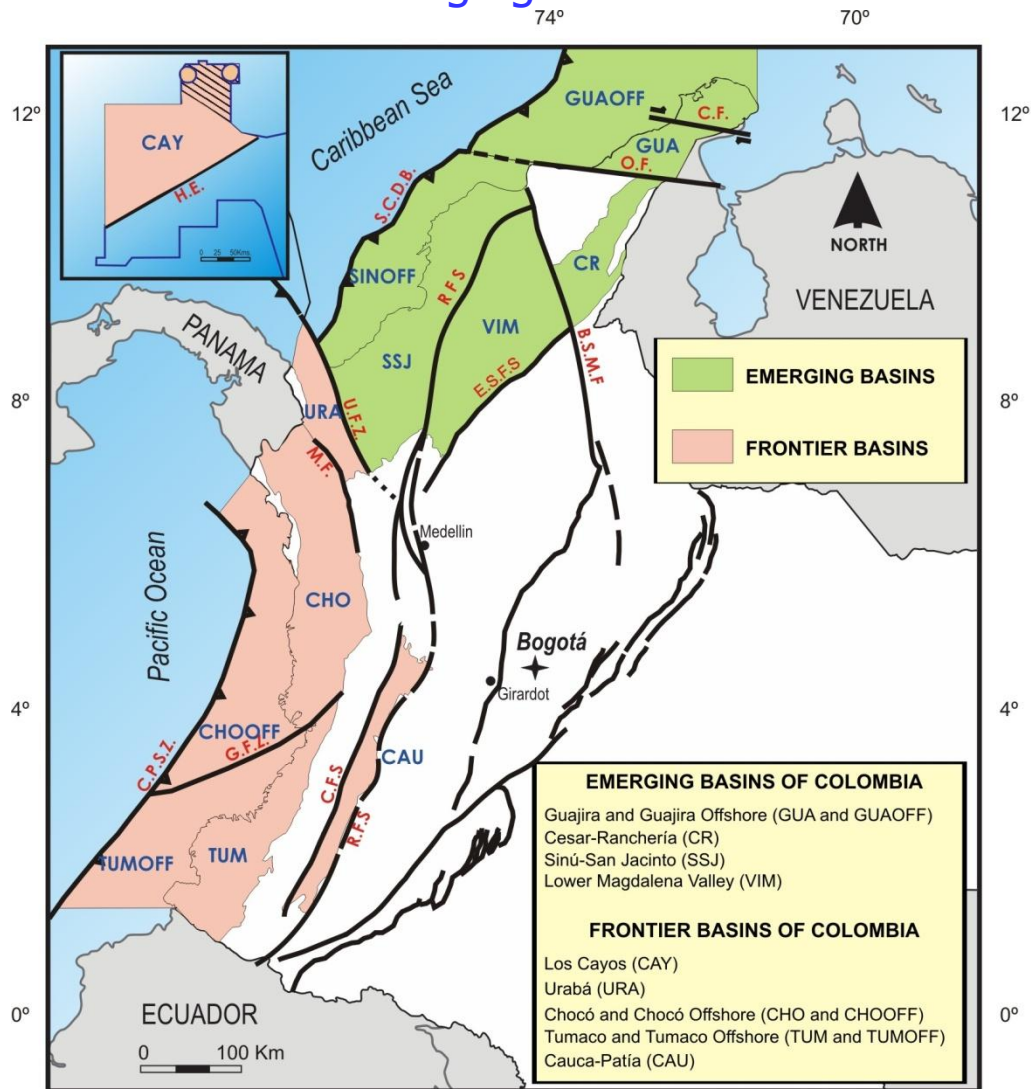 74º
70º
12º
12º
8º
8º
4º
4º
0º
0º
CAY
H.E.
0 25 50Kms
Caribbean Sea
GUAOFF
C.F.
GUA
O.F.
S.C.D.B.
NORTH
SINOFF
R F S
CR
VENEZUELA
PANAMA
VIM
SSJ
B.S.M.F
E.S.F.S
EMERGING BASINS
FRONTIER BASINS
URA
U.F.Z.
M.F.
Medellin
Pacific Ocean
CHO
Bogotá
Girardot
CHOOFF
G.F.Z.
C.P.S.Z.
CAU
C.F.S
R.F.S
TUMOFF
TUM
ECUADOR
0 100 Km
EMERGING BASINS OF COLOMBIA
Guajira and Guajira Offshore (GUA and GUAOFF)
Cesar-Ranchería (CR)
Sinú-San Jacinto (SSJ)
Lower Magdalena Valley (VIM)
FRONTIER BASINS OF COLOMBIA
Los Cayos (CAY)
Urabá (URA)
Chocó and Chocó Offshore (CHO and CHOOFF)
Tumaco and Tumaco Offshore (TUM and TUMOFF)
Cauca-Patía (CAU)